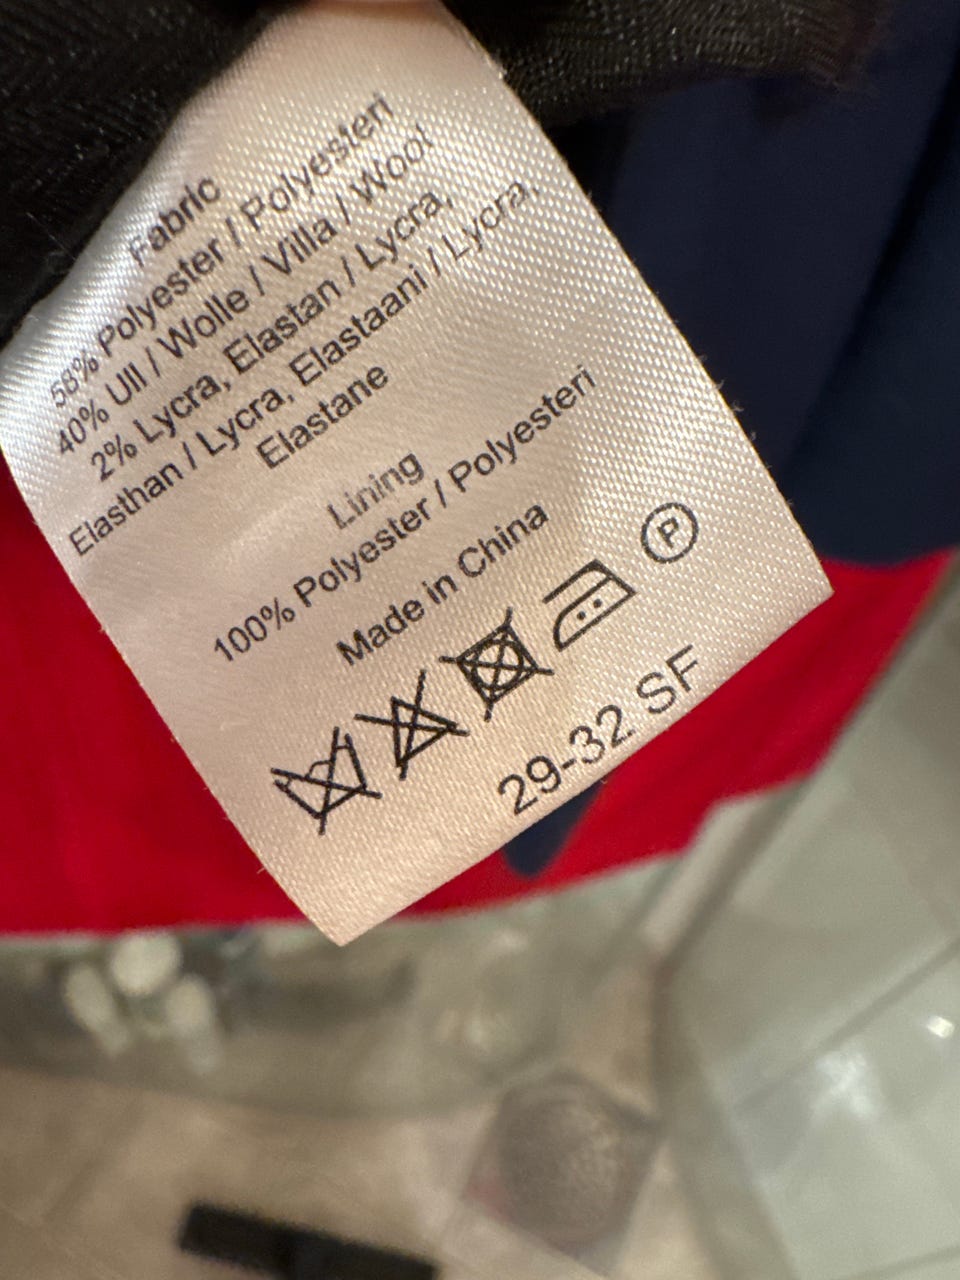 Fabric
58% Polyester / Polyesteri
40% Ull / Wolle / Villa / Wool
2% Lycra, Elastan / Lycra,
Elasthan / Lycra, Elastaani / Lycra,
Elastane
Lining
100% Polyester / Polyesteri
Made in China
P
29-32 SF